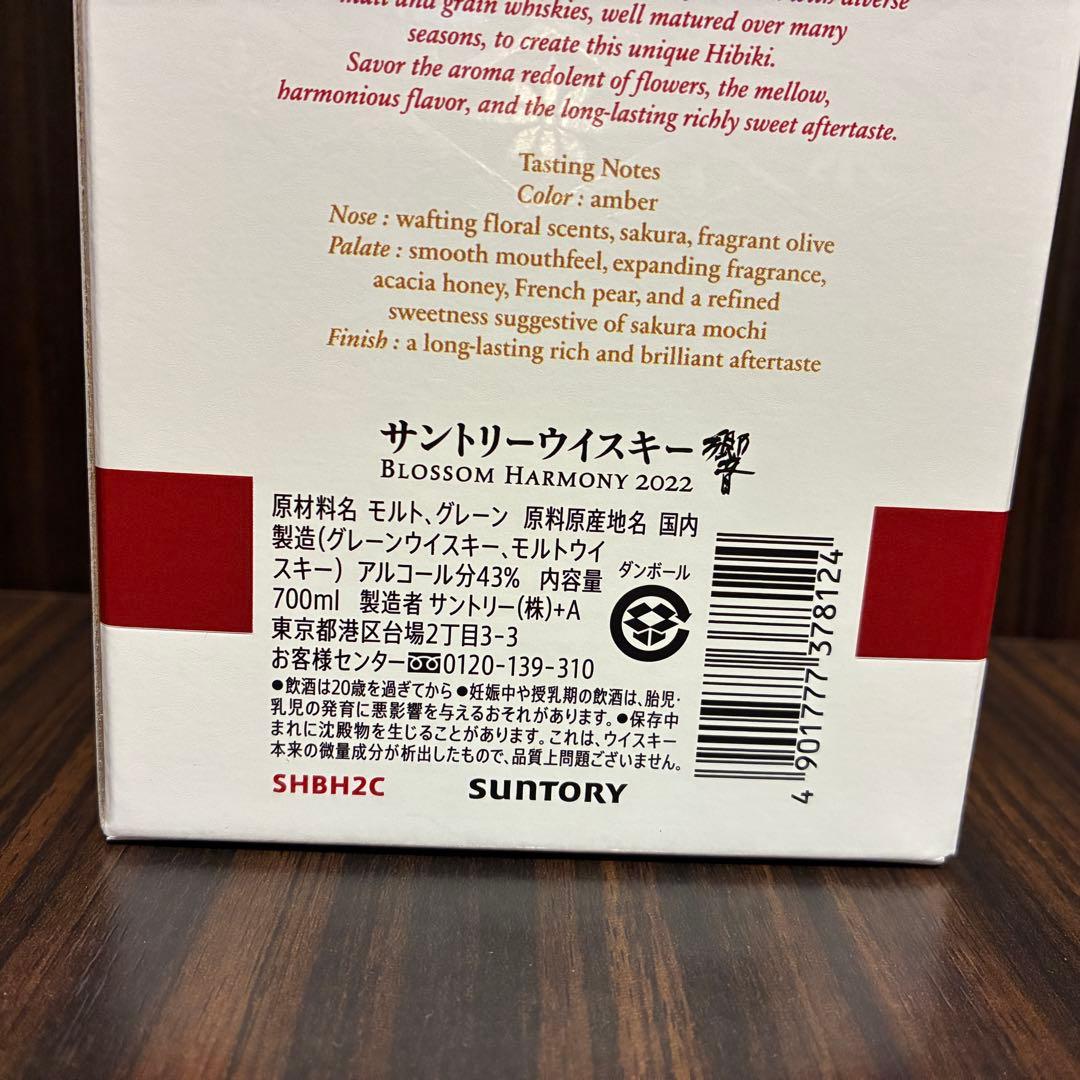 with diverse
malt and grain whiskies, well matured over many
seasons, to create this unique Hibiki.
Savor the aroma redolent of flowers, the mellow,
harmonious flavor, and the long-lasting richly sweet aftertaste.
Tasting Notes
Color : amber
Nose : wafting floral scents, sakura, fragrant olive
Palate : smooth mouthfeel, expanding fragrance,
acacia honey, French pear, and a refined
sweetness suggestive of sakura mochi
Finish : a long-lasting rich and brilliant aftertaste
サントリーウイスキー響
BLOSSOM HARMONY 2022
原材料名 モルト、グレーン 原料原産地名 国内
製造(グレーンウイスキー、モルトウイ
スキー) アルコール分43% 内容量
700ml 製造者 サントリー(株)+A
東京都港区台場2丁目3-3
お客様センター0120-139-310
●飲酒は20歳を過ぎてから ●妊娠中や授乳期の飲酒は、胎児・
乳児の発育に悪影響を与えるおそれがあります。●保存中
まれに沈殿物を生じることがあります。これは、ウイスキー
本来の微量成分が析出したもので、品質上問題ございません。
ダンボール
4 901777 378124
SHBH2C
SUNTORY